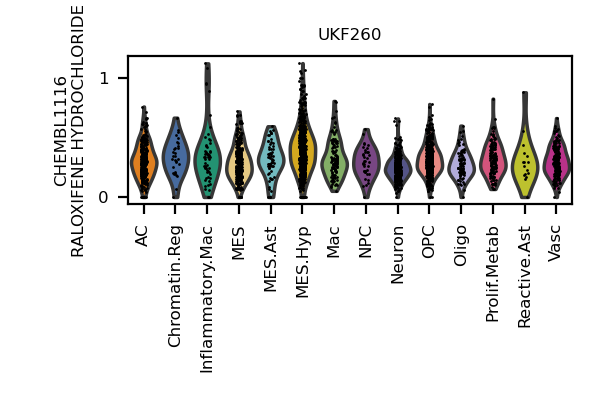 UKF260
CHEMBL1116
RALOXIFENE HYDROCHLORIDE
1
0
AC
Chromatin.Reg
Inflammatory.Mac
MES
MES.Ast
MES.Hyp
Mac
NPC
Neuron
OPC
Oligo
Prolif.Metab
Reactive.Ast
Vasc